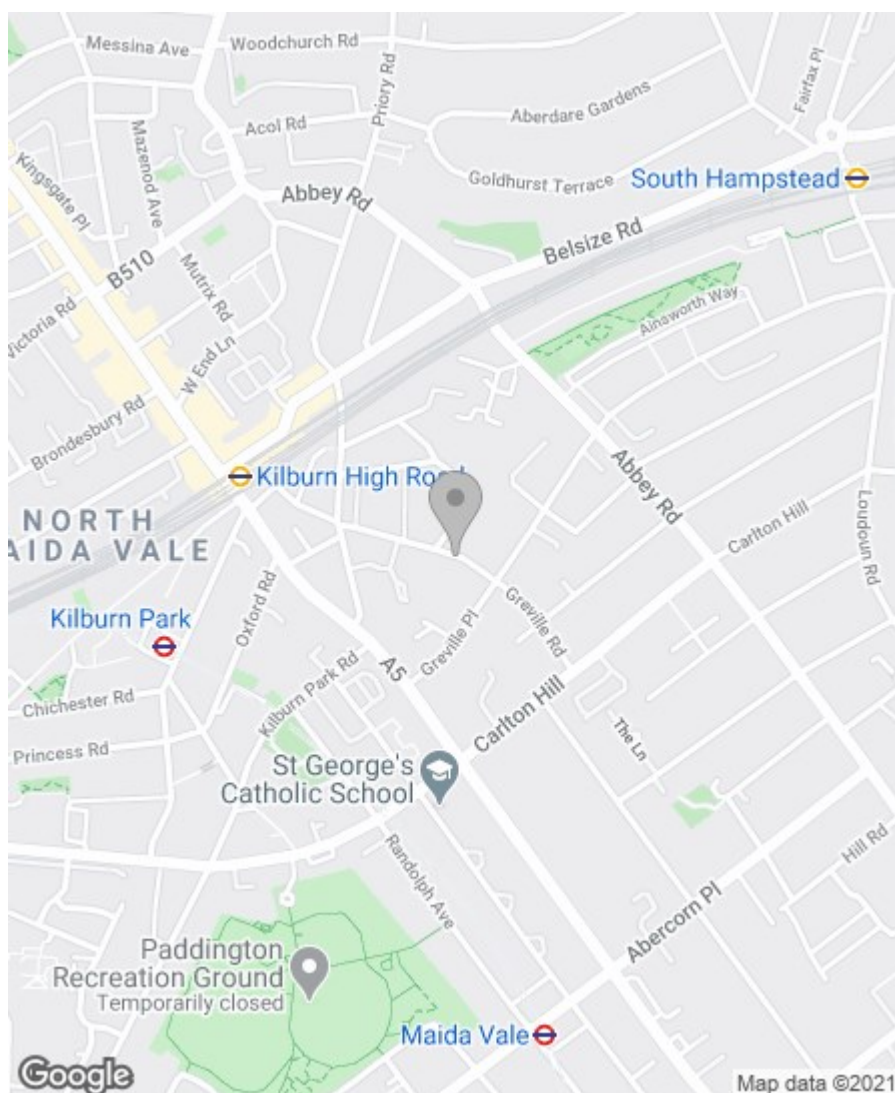 Messina Ave
Woodchurch Rd
Priory Rd
Fairfax Pl
Aberdare Gardens
Mazenod Ave
Acol Rd
Kingsgate Pl
Goldhurst Terrace
South Hampstead
Abbey Rd
Belsize Rd
B510
Mutrix Rd
Ainsworth Way
Victoria Rd
W End Ln
Brondesbury Rd
Abbey Rd
Kilburn High Road
Carlton Hill
Loudoun Rd
NORTH
MAIDA VALE
Oxford Rd
Greville Rd
Kilburn Park
Greville Pl
Kilburn Park Rd
A5
Chichester Rd
Carlton Hill
The Ln
Princess Rd
St George's
Catholic School
Hill Rd
Randolph Ave
Abercorn Pl
Paddington
Recreation Ground
Temporarily closed
Maida Vale
Google
Map data ©2021